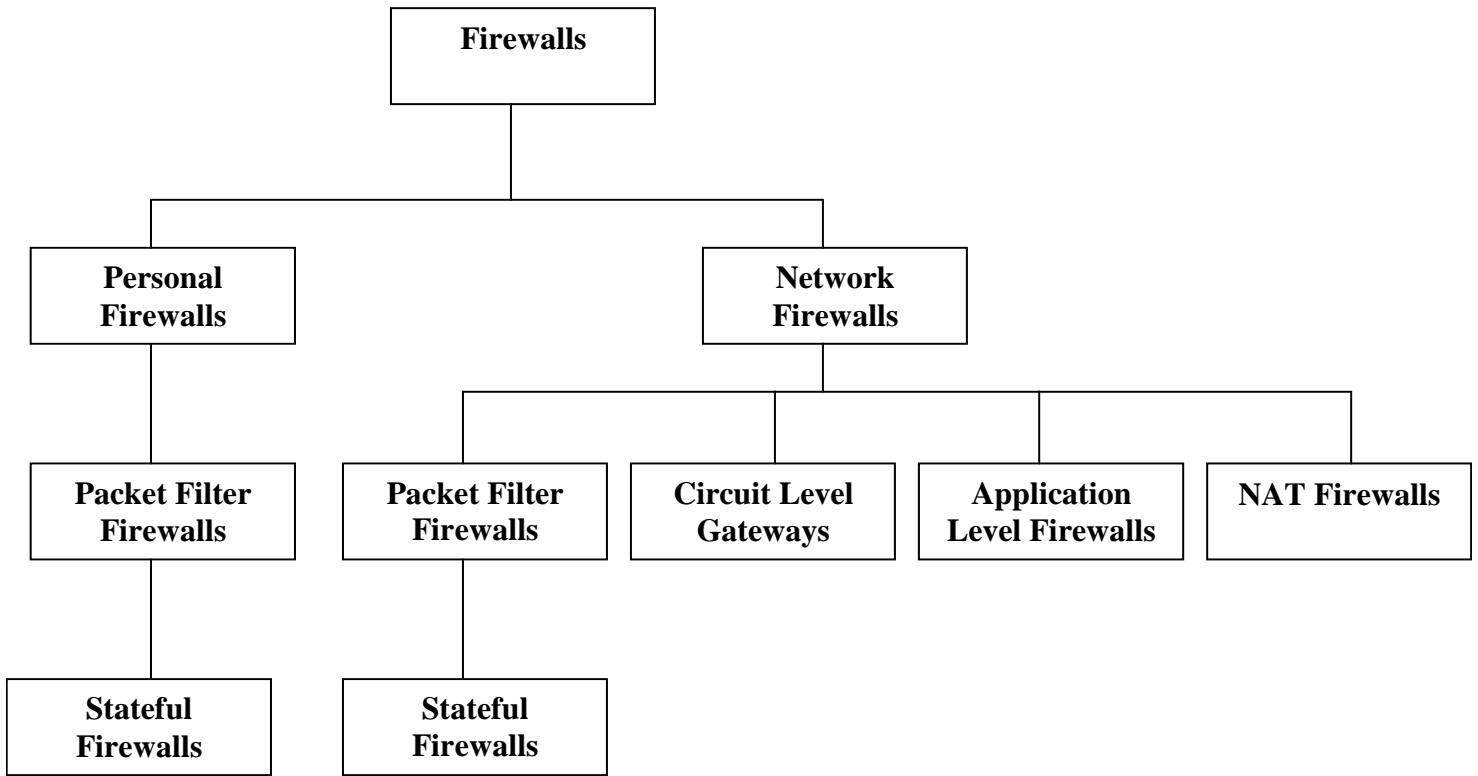 Firewalls
Personal
Firewalls
Network
Firewalls
Packet Filter
Firewalls
Packet Filter
Firewalls
Circuit Level
Gateways
Application
Level Firewalls
NAT Firewalls
Stateful
Firewalls
Stateful
Firewalls